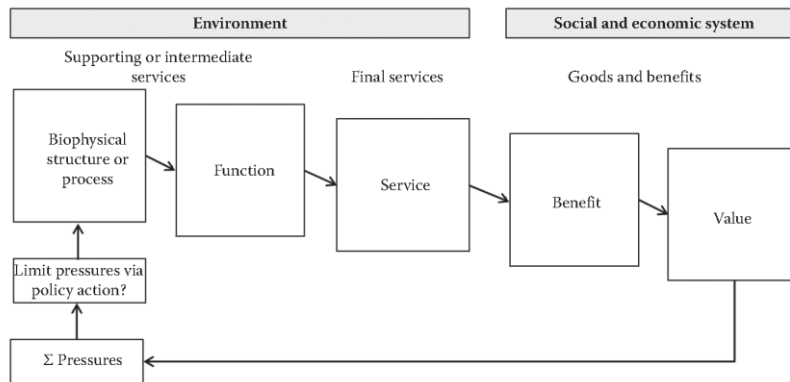 Environment
Social and economic system
Supporting or intermediate
services
Final services
Goods and benefits
Biophysical
structure or
process
Function
Service
Benefit
Value
Limit pressures via
policy action?
Σ Pressures